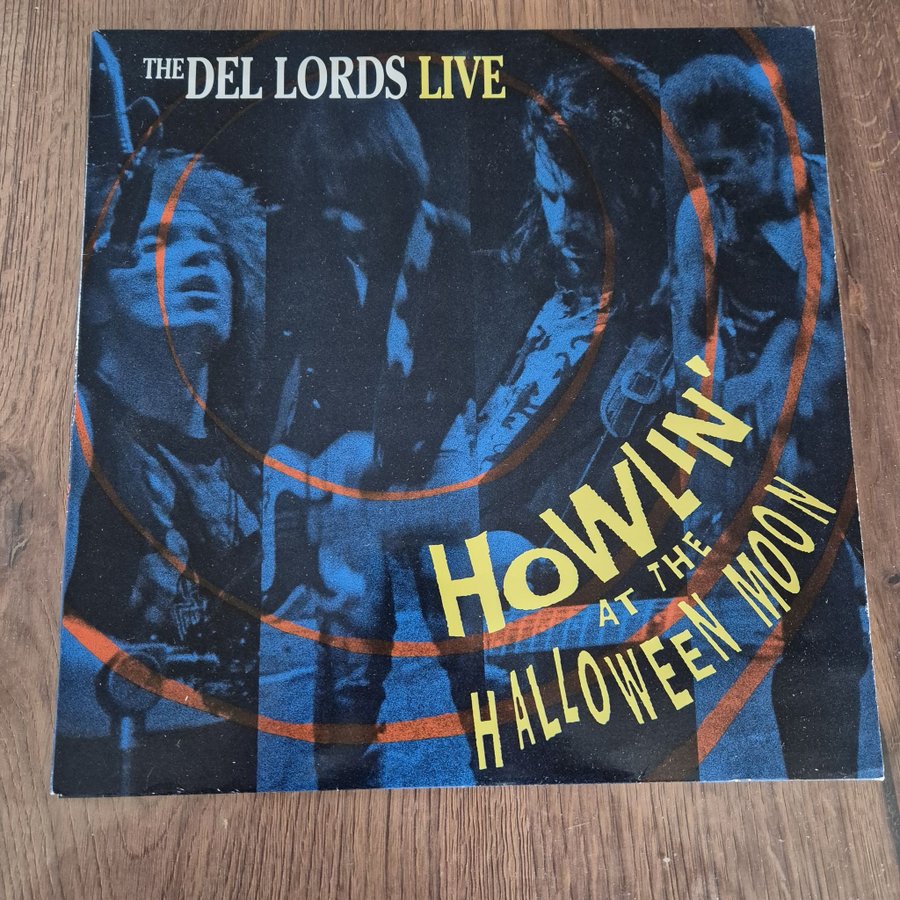 THE DEL LORDS LIVE
HOWLIN'
AT THE
HALLOWEEN MOON